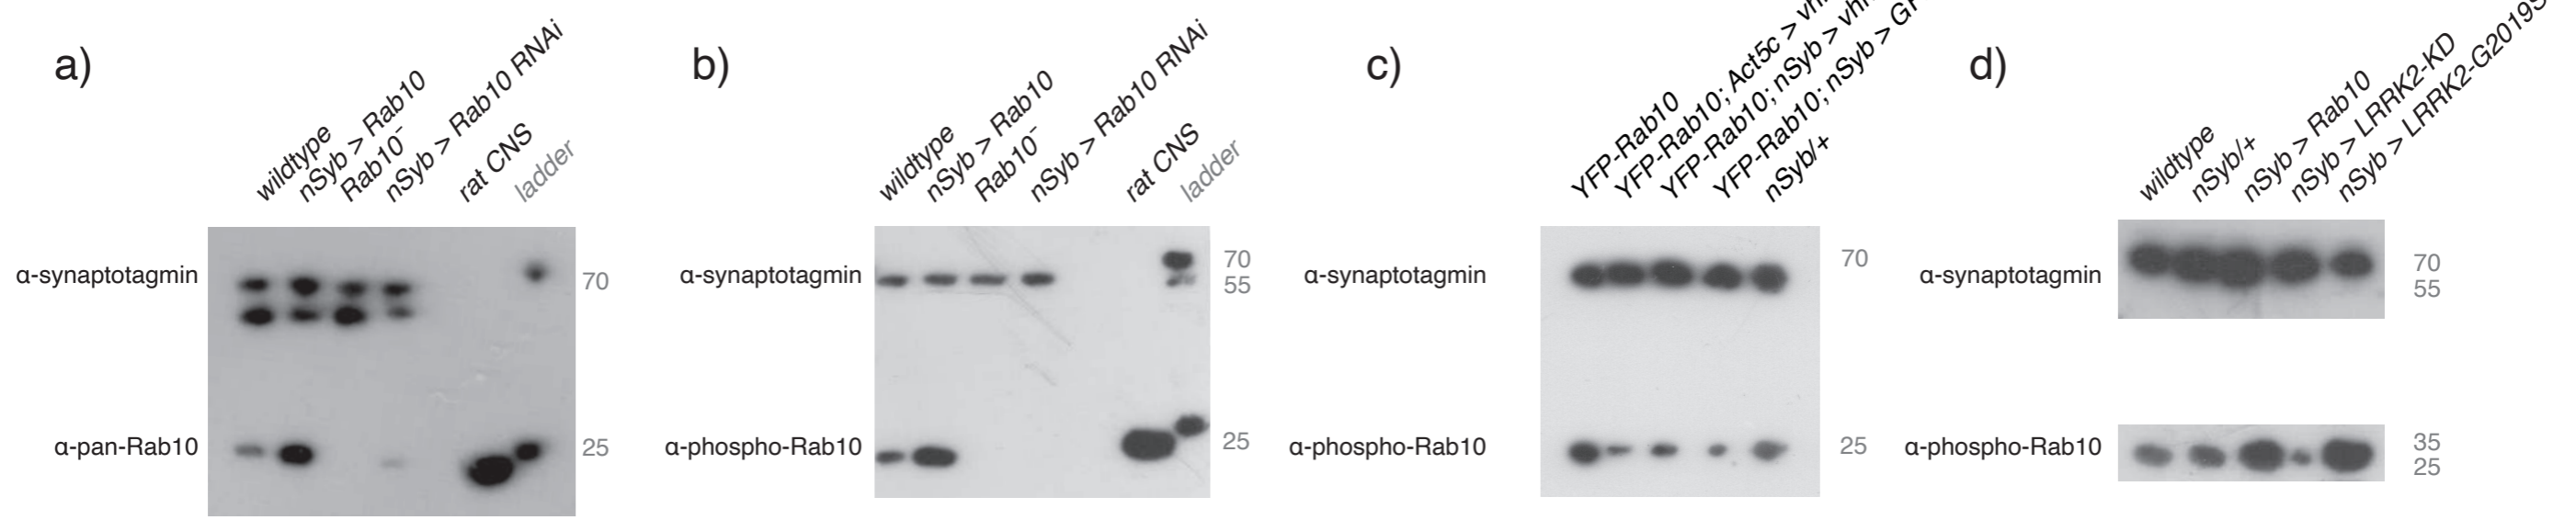 a)
wildtype
nSyb > Rab10
Rab10⁻
nSyb > Rab10 RNAi
rat CNS
ladder
α-synaptotagmin
70
α-pan-Rab10
25
b)
wildtype
nSyb > Rab10
Rab10⁻
nSyb > Rab10 RNAi
rat CNS
ladder
α-synaptotagmin
70
55
α-phospho-Rab10
25
c)
YFP-Rab10
YFP-Rab10; Act5c >
YFP-Rab10; nSyb >
YFP-Rab10; nSyb >
nSyb/+
α-synaptotagmin
70
α-phospho-Rab10
25
d)
wildtype
nSyb/+
nSyb > Rab10
nSyb > LRRK2-KD
nSyb > LRRK2-G2019S
α-synaptotagmin
70
55
α-phospho-Rab10
35
25